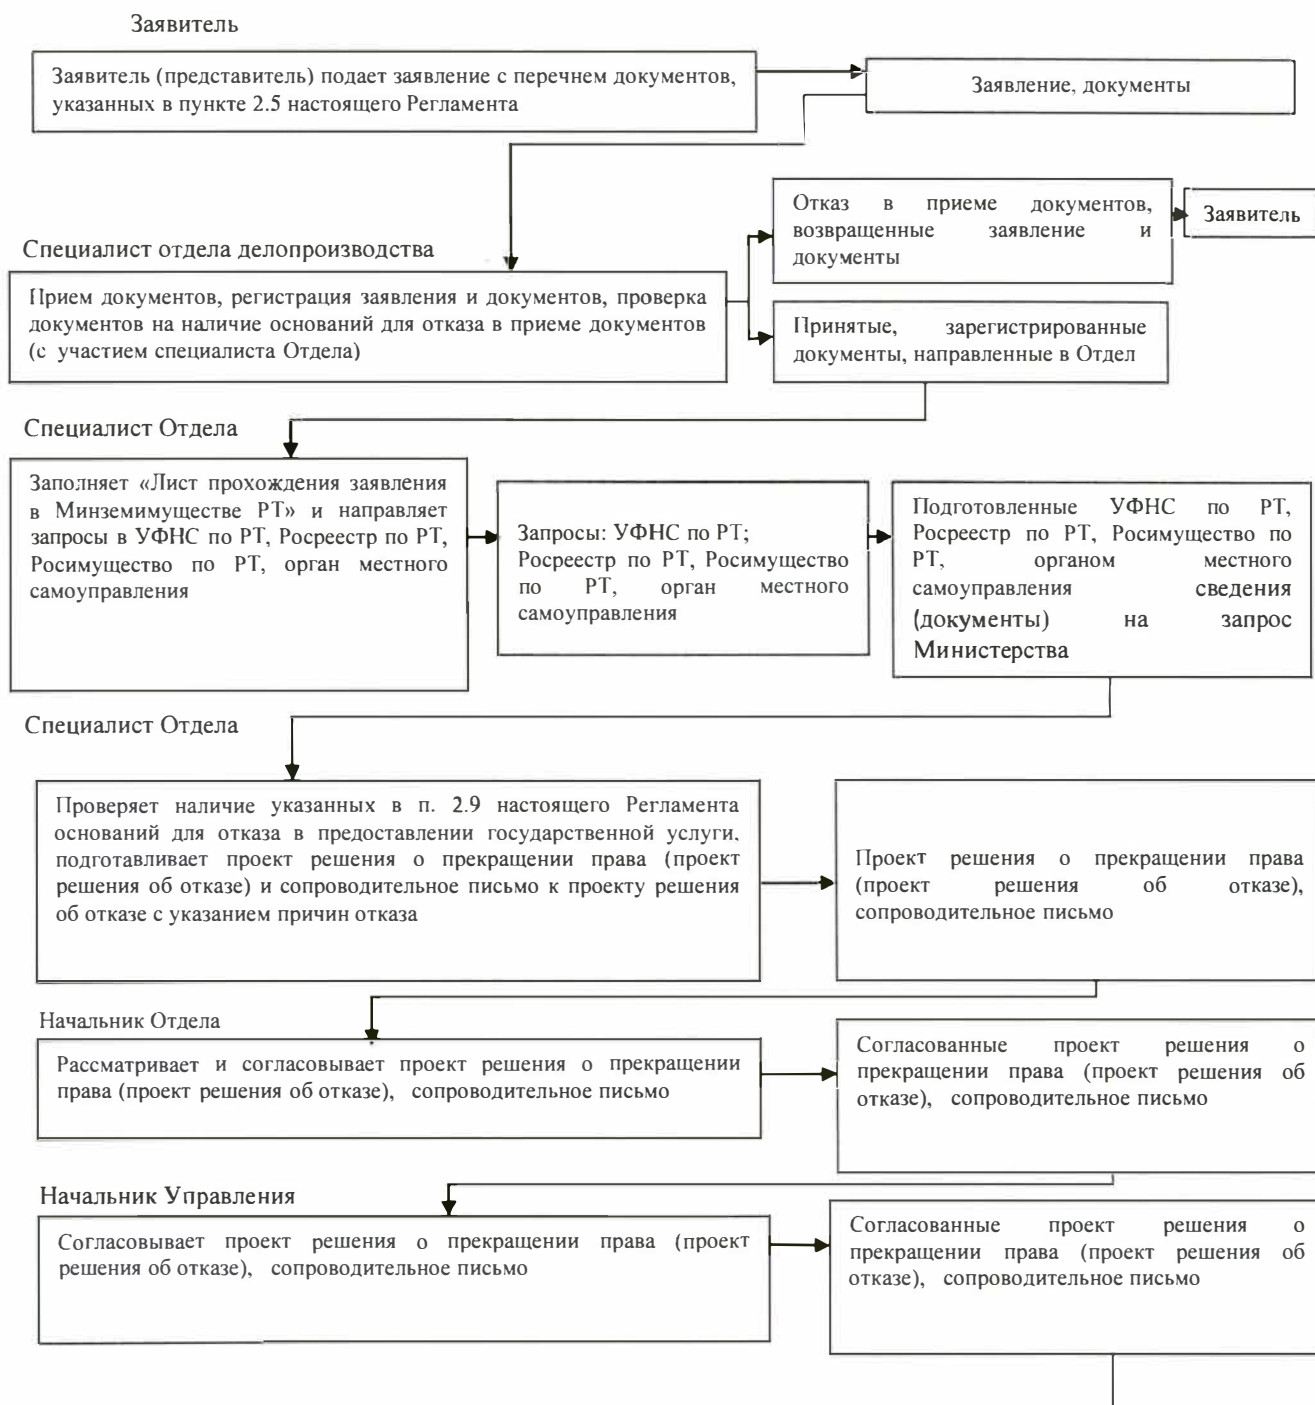 Заявитель
Заявитель (представитель) подает заявление с перечнем документов,
указанных в пункте 2.5 настоящего Регламента
Заявление, документы
Отказ в приеме документов,
возвращенные заявление и
документы
Заявитель
Специалист отдела делопроизводства
Прием документов, регистрация заявления и документов, проверка
документов на наличие оснований для отказа в приеме документов
(с участием специалиста Отдела)
Принятые, зарегистрированные
документы, направленные в Отдел
Специалист Отдела
Заполняет «Лист прохождения заявления
в Минземимуществе РТ» и направляет
запросы в УФНС по РТ, Росреестр по РТ,
Росимущество по РТ, орган местного
самоуправления
Запросы: УФНС по РТ;
Росреестр по РТ, Росимущество
по РТ, орган местного
самоуправления
Подготовленные УФНС по РТ,
Росреестр по РТ, Росимущество по
РТ, органом местного
самоуправления сведения
(документы) на запрос
Министерства
Специалист Отдела
Проверяет наличие указанных в п. 2.9 настоящего Регламента
оснований для отказа в предоставлении государственной услуги,
подготавливает проект решения о прекращении права (проект
решения об отказе) и сопроводительное письмо к проекту решения
об отказе с указанием причин отказа
Проект решения о прекращении права
(проект решения об отказе),
сопроводительное письмо
Начальник Отдела
Рассматривает и согласовывает проект решения о прекращении
права (проект решения об отказе), сопроводительное письмо
Согласованные проект решения о
прекращении права (проект решения об
отказе), сопроводительное письмо
Начальник Управления
Согласовывает проект решения о прекращении права (проект
решения об отказе), сопроводительное письмо
Согласованные проект решения о
прекращении права (проект решения об
отказе), сопроводительное письмо